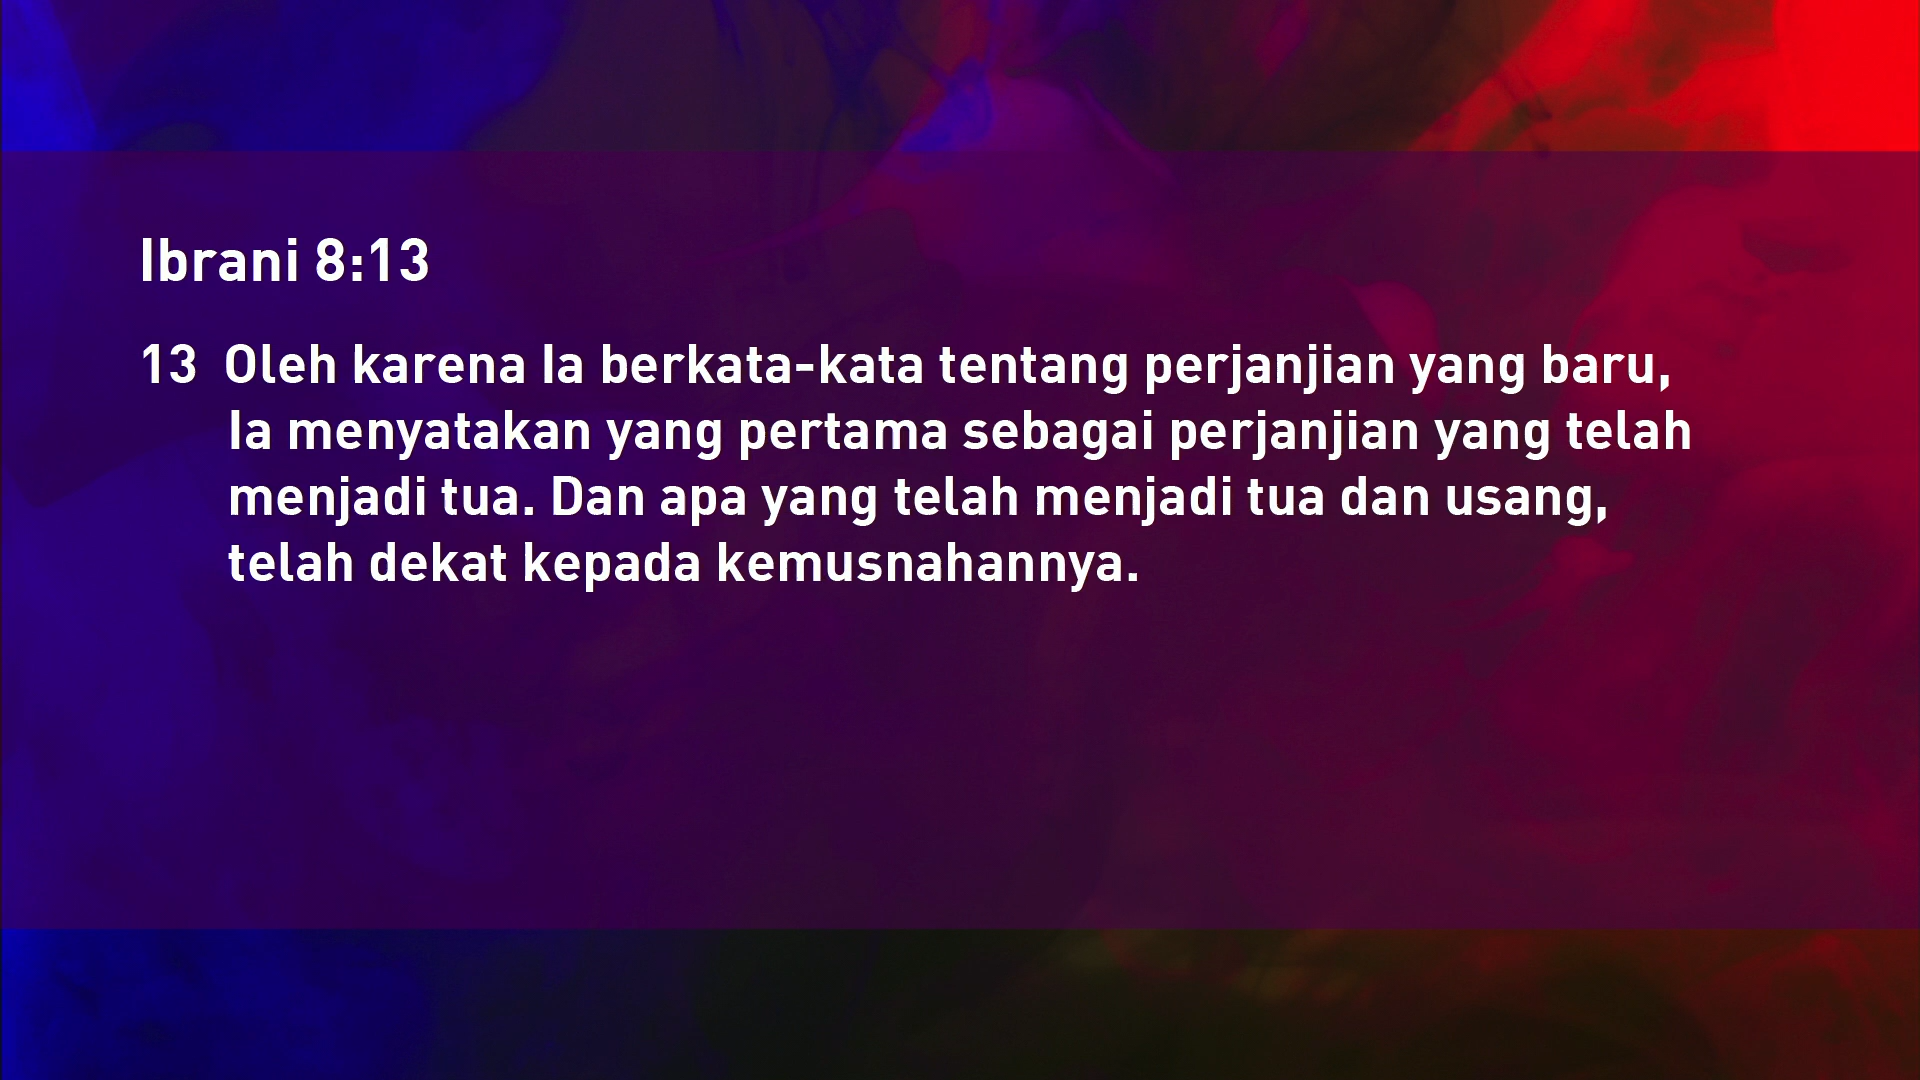 Ibrani 8:13
13 Oleh karena Ia berkata-kata tentang perjanjian yang baru,
Ia menyatakan yang pertama sebagai perjanjian yang telah
menjadi tua. Dan apa yang telah menjadi tua dan usang,
telah dekat kepada kemusnahannya.